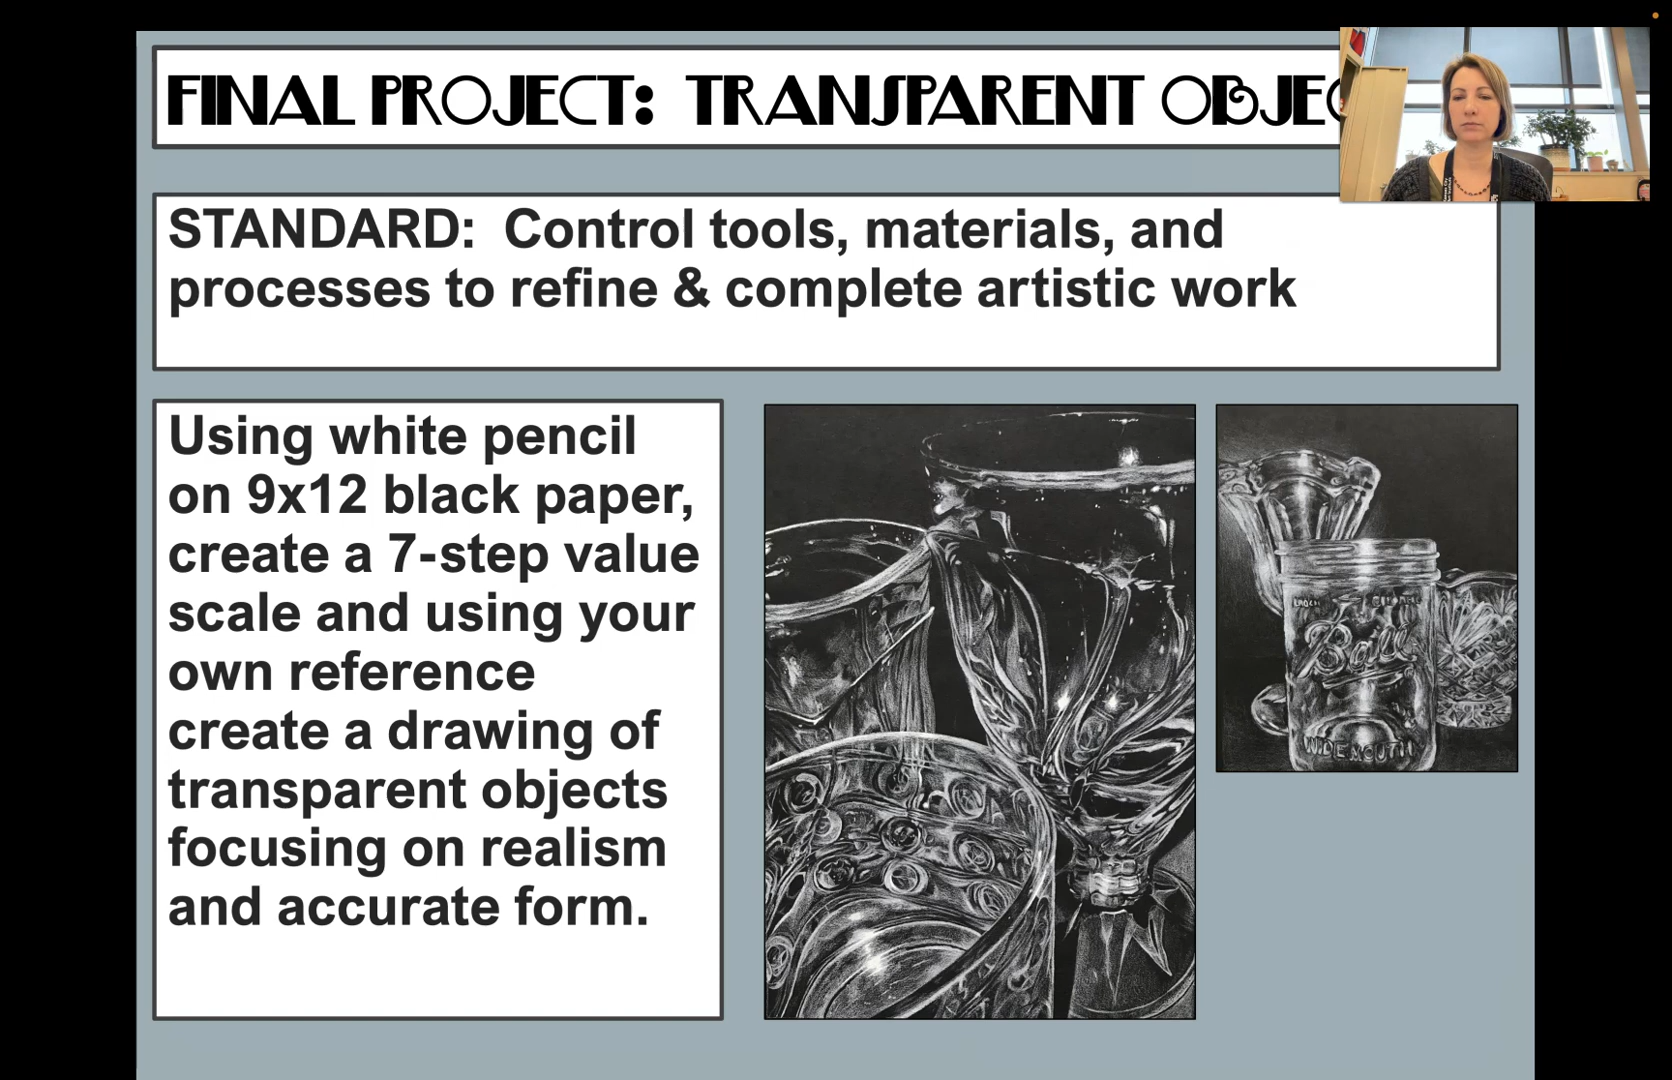 FINAL PROJECT: TRANSPARENT
STANDARD: Control tools, materials, and
processes to refine & complete artistic work
Using white pencil
on 9x12 black paper,
create a 7-step value
scale and using your
own reference
create a drawing of
transparent objects
focusing on realism
and accurate form.
Ball
WIDE MOUTH